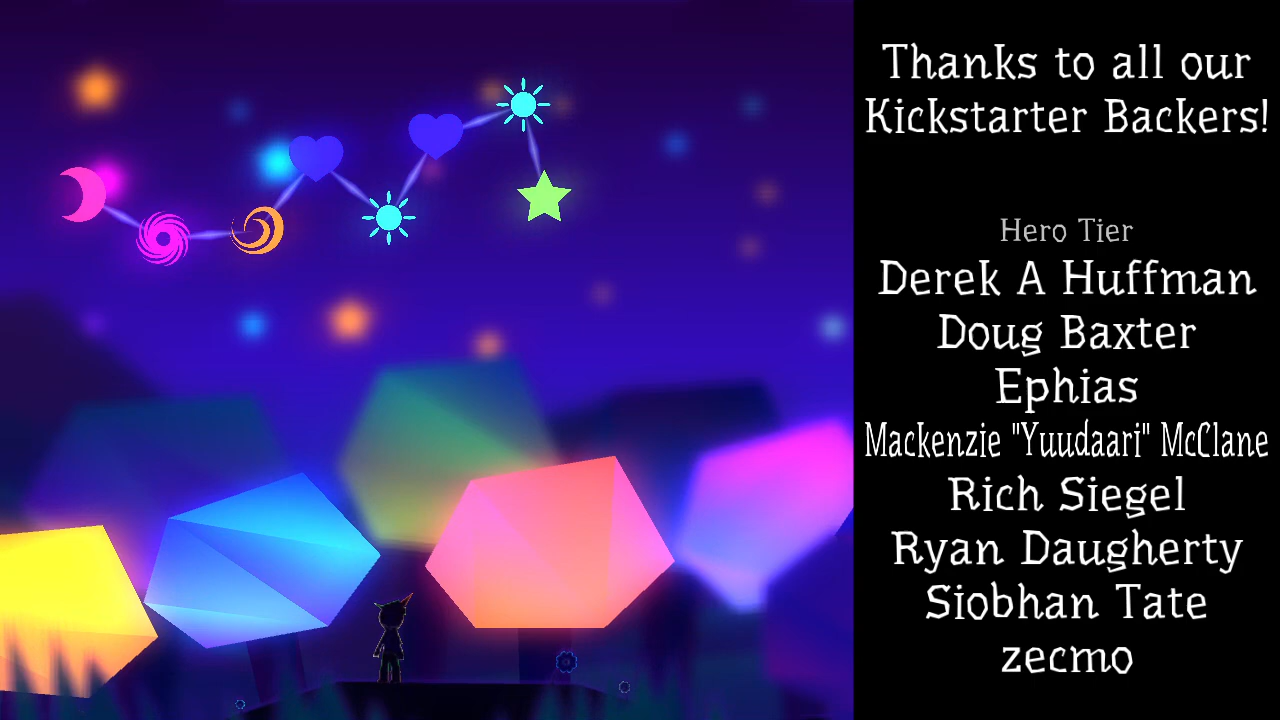 Thanks to all our
Kickstarter Backers!
Hero Tier
Derek A Huffman
Doug Baxter
Ephias
Mackenzie "Yuudaari" McClane
Rich Siegel
Ryan Daugherty
Siobhan Tate
zecmo